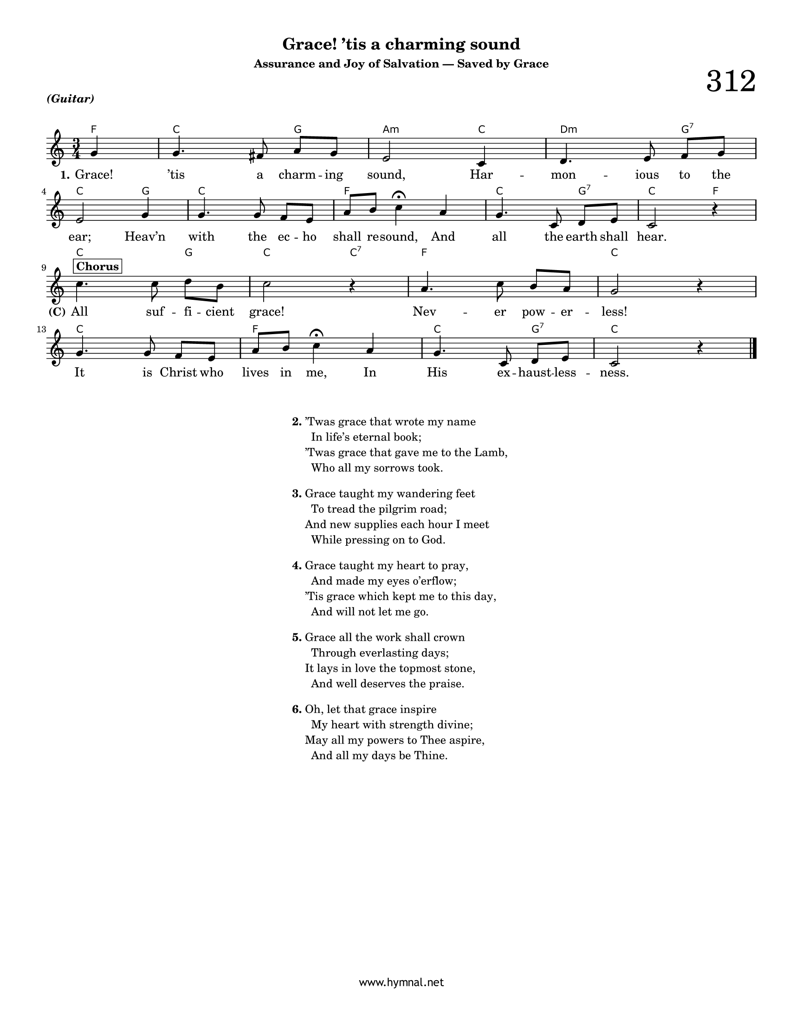 Grace! ’tis a charming sound
Assurance and Joy of Salvation — Saved by Grace
312
(Guitar)
F C G Am C Dm G7
3
4
1. Grace! ’tis a charm - ing sound, Har - mon - ious to the
4 C G C F C G7 C F
ear; Heav’n with the ec - ho shall resound, And all the earth shall hear.
C G C C7 F C
9 Chorus
(C) All suf - fi - cient grace! Nev - er pow - er - less!
13 C F C G7 C
It is Christ who lives in me, In His ex - haust - less - ness.
2. ’Twas grace that wrote my name
In life’s eternal book;
’Twas grace that gave me to the Lamb,
Who all my sorrows took.
3. Grace taught my wandering feet
To tread the pilgrim road;
And new supplies each hour I meet
While pressing on to God.
4. Grace taught my heart to pray,
And made my eyes o’erflow;
’Tis grace which kept me to this day,
And will not let me go.
5. Grace all the work shall crown
Through everlasting days;
It lays in love the topmost stone,
And well deserves the praise.
6. Oh, let that grace inspire
My heart with strength divine;
May all my powers to Thee aspire,
And all my days be Thine.
www.hymnal.net